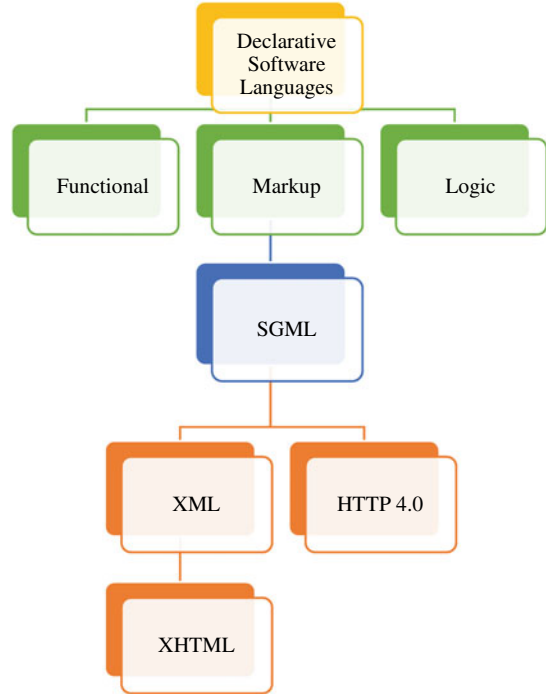 Declarative
Software
Languages
Functional
Markup
Logic
SGML
XML
HTTP 4.0
XHTML